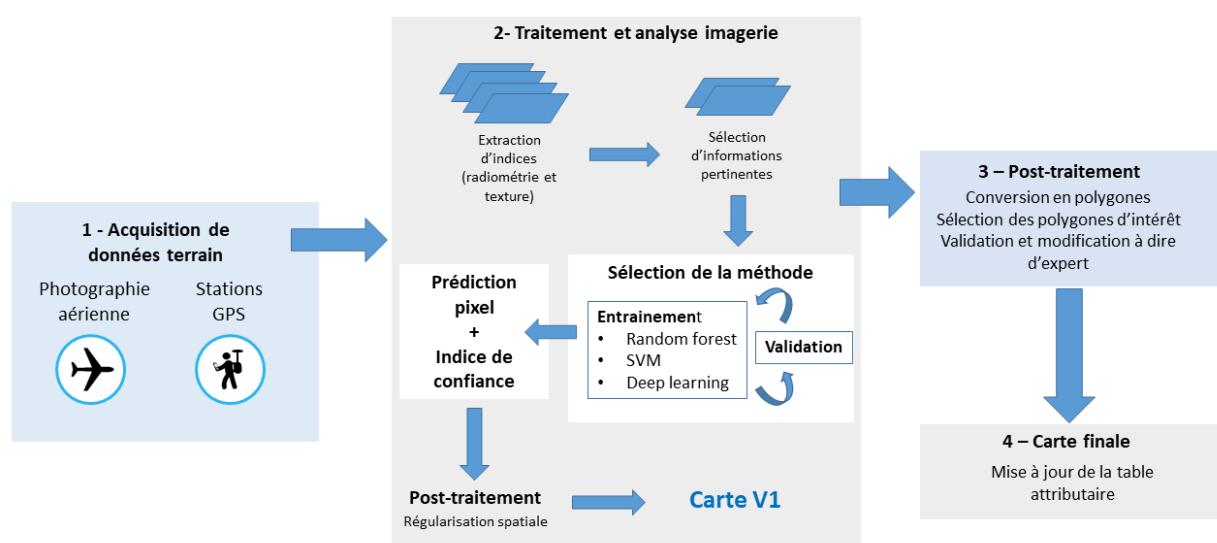 1 - Acquisition de
données terrain
Photographie
aérienne
Stations
GPS
2- Traitement et analyse imagerie
Extraction
d’indices
(radiométrie et
texture)
Sélection
d’informations
pertinentes
Sélection de la méthode
Entrainement
• Random forest
• SVM
• Deep learning
Validation
Prédiction
pixel
+
Indice de
confiance
Post-traitement
Régularisation spatiale
Carte V1
3 – Post-traitement
Conversion en polygones
Sélection des polygones d’intérêt
Validation et modification à dire
d’expert
4 – Carte finale
Mise à jour de la table
attributaire